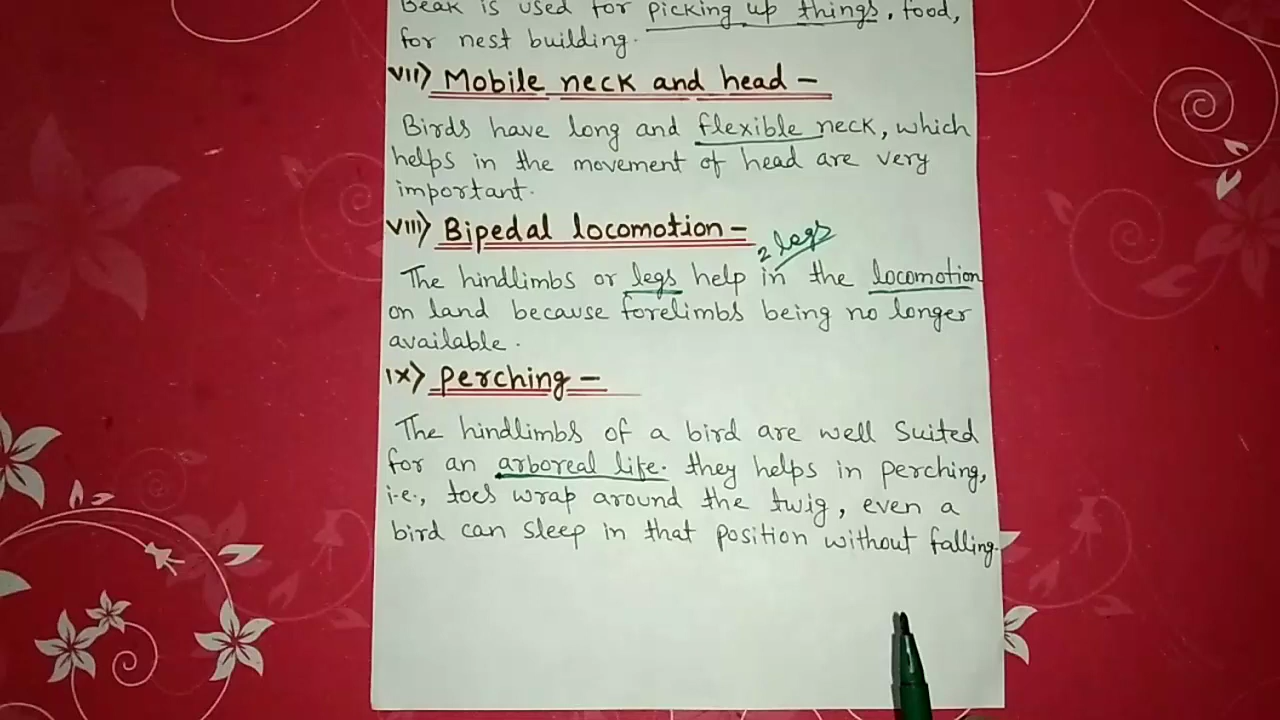 Beak is used for picking up things, food,
for nest building.
VII) Mobile neck and head -
Birds have long and flexible neck, which
helps in the movement of head are very
important.
VIII) Bipedal locomotion -
2 legs
The hindlimbs or legs help in the locomotion
on land because forelimbs being no longer
available.
IX) Perching -
The hindlimbs of a bird are well suited
for an arboreal life. they helps in perching,
i.e., toes wrap around the twig, even a
bird can sleep in that position without falling.